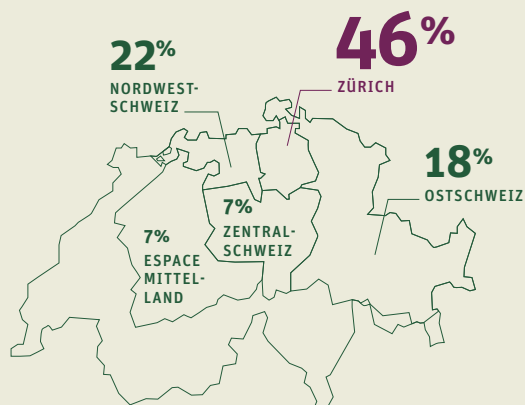 46%
ZÜRICH
22%
NORDWEST-
SCHWEIZ
18%
OSTSCHWEIZ
7%
ZENTRAL-
SCHWEIZ
7%
ESPACE
MITTEL-
LAND